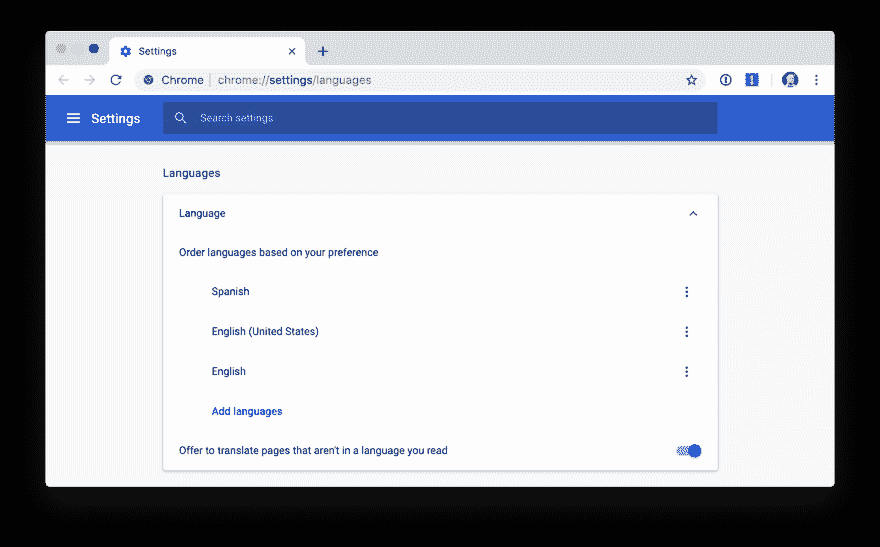 Settings
Chrome | chrome://settings/languages
Settings
Search settings
Languages
Language
Order languages based on your preference
Spanish
English (United States)
English
Add languages
Offer to translate pages that aren't in a language you read